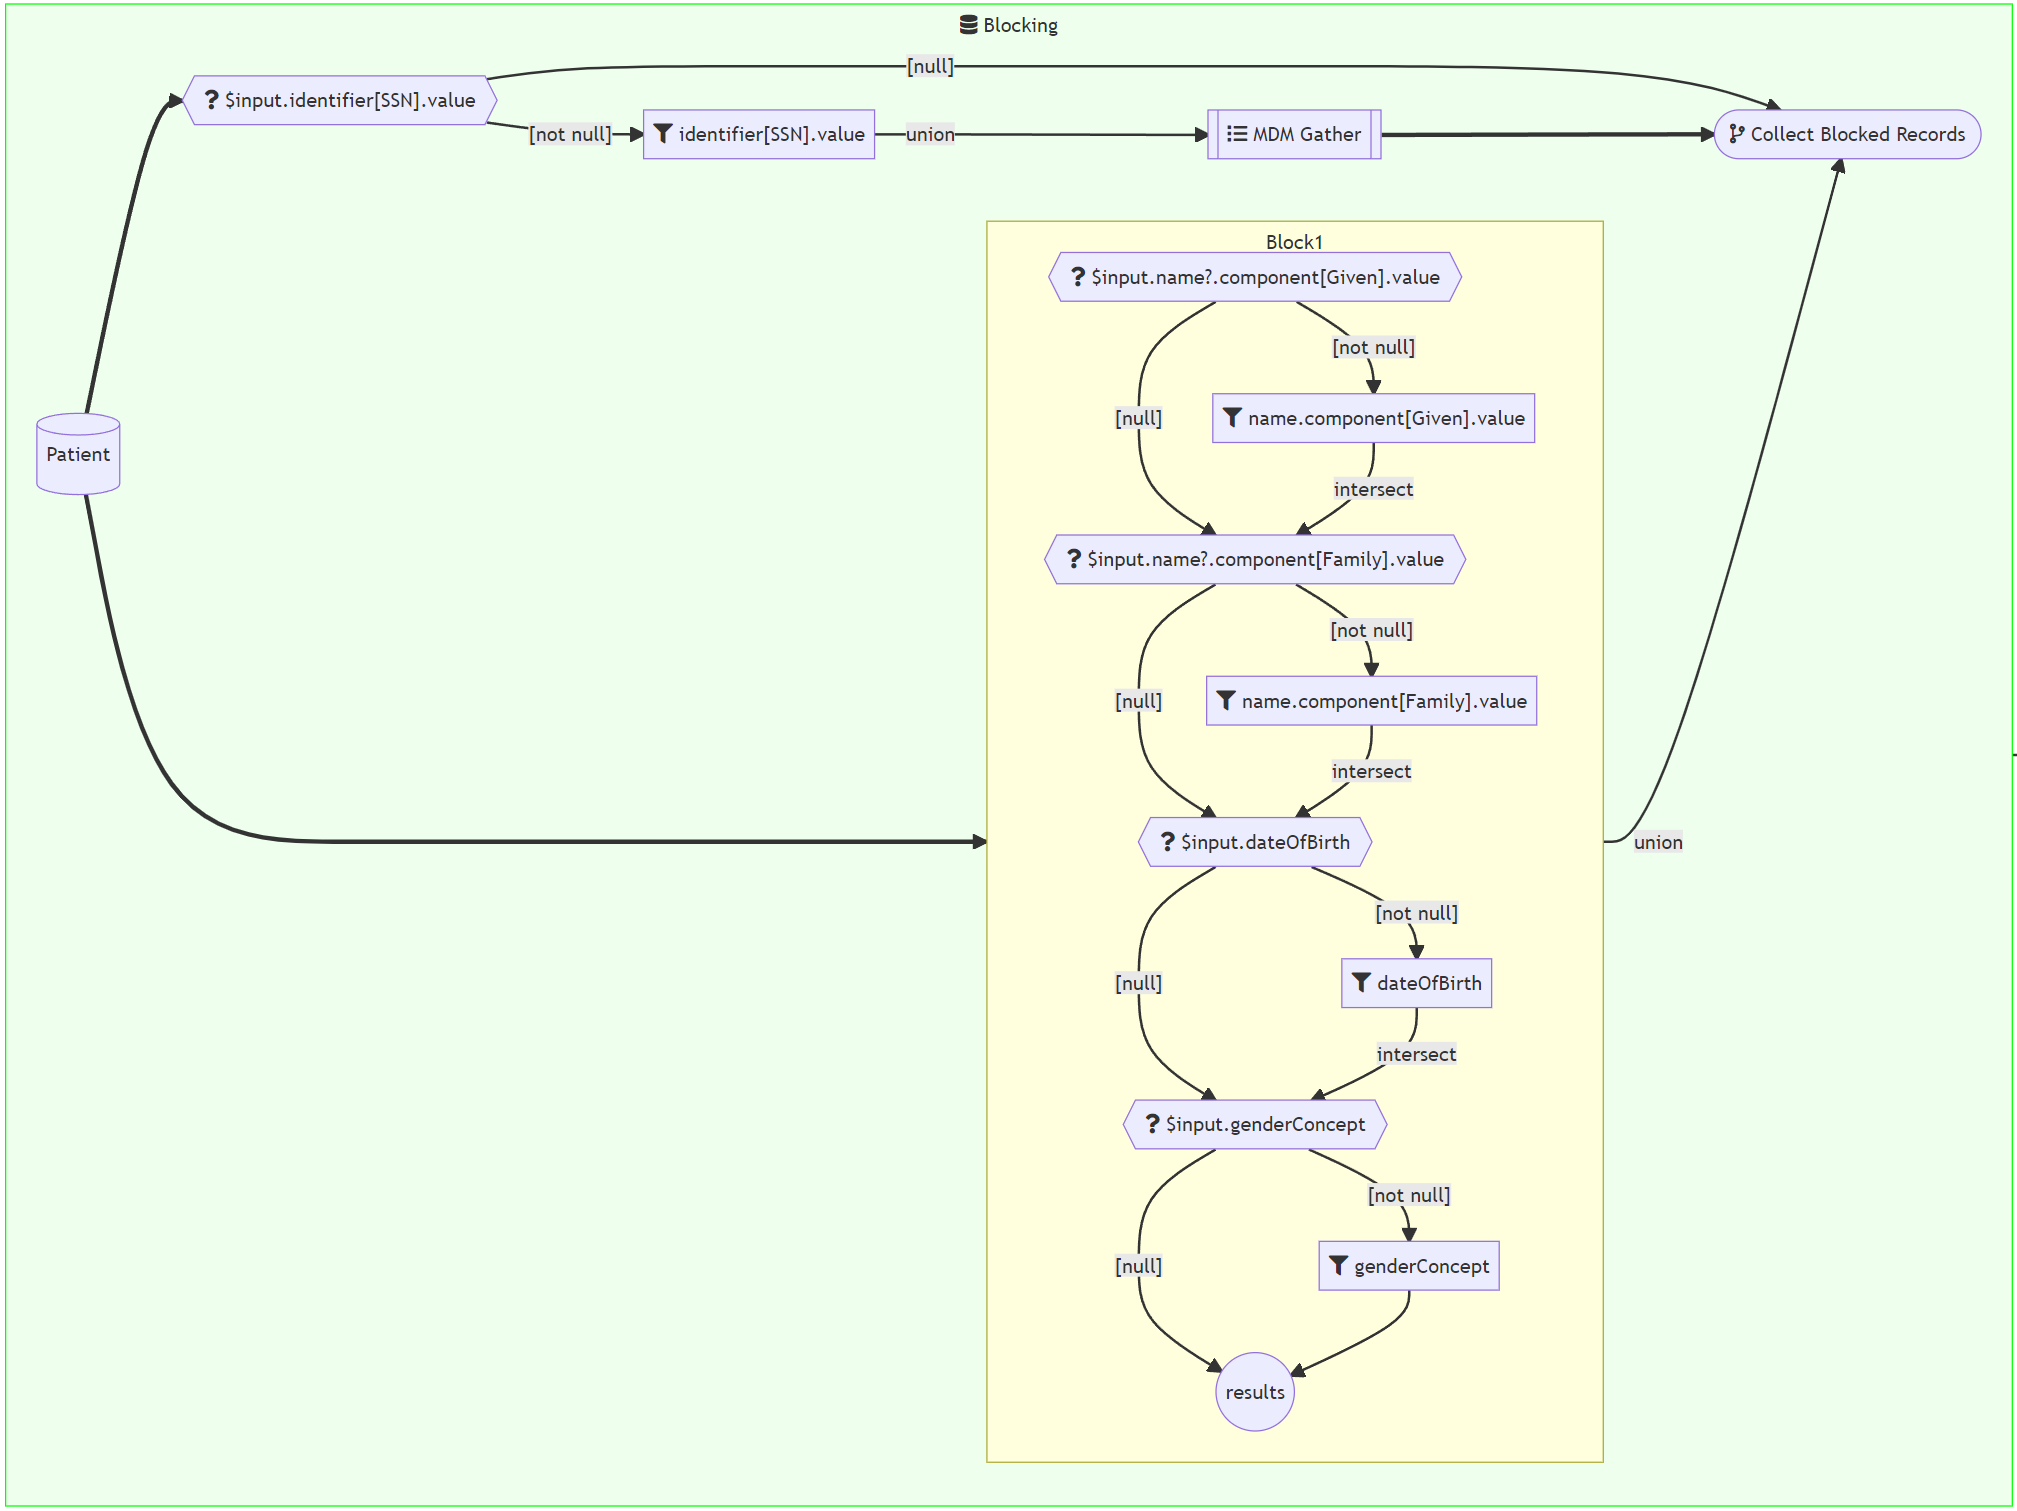 Blocking
[null]
? $input.identifier[SSN].value
[not null]
identifier[SSN].value
union
MDM Gather
Collect Blocked Records
Patient
Block1
? $input.name?.component[Given].value
[not null]
[null]
name.component[Given].value
intersect
? $input.name?.component[Family].value
[not null]
[null]
name.component[Family].value
intersect
? $input.dateOfBirth
union
[not null]
[null]
dateOfBirth
intersect
? $input.genderConcept
[not null]
[null]
genderConcept
results